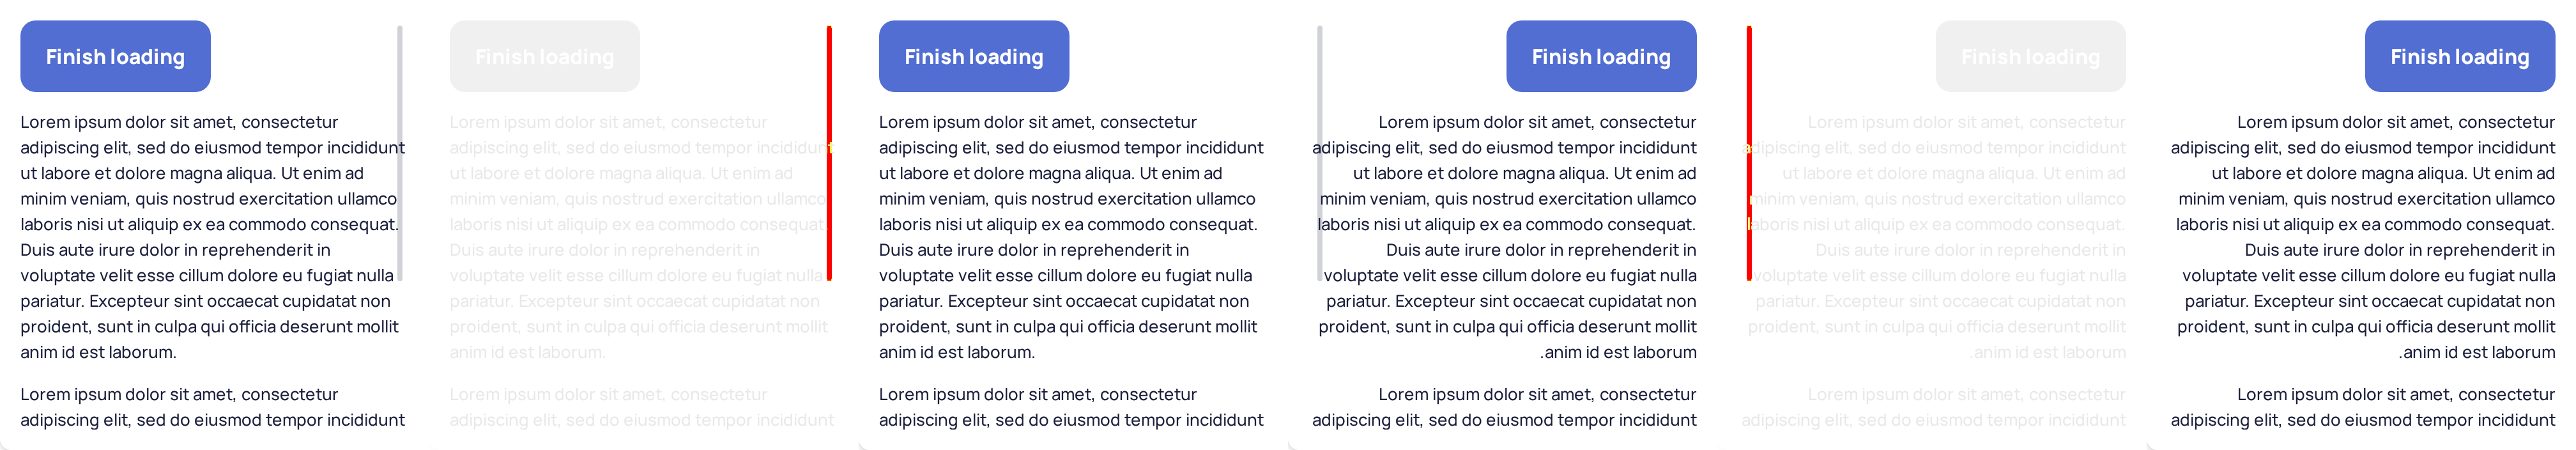 Finish loading
Lorem ipsum dolor sit amet, consectetur
adipiscing elit, sed do eiusmod tempor incididunt
ut labore et dolore magna aliqua. Ut enim ad
minim veniam, quis nostrud exercitation ullamco
laboris nisi ut aliquip ex ea commodo consequat.
Duis aute irure dolor in reprehenderit in
voluptate velit esse cillum dolore eu fugiat nulla
pariatur. Excepteur sint occaecat cupidatat non
proident, sunt in culpa qui officia deserunt mollit
anim id est laborum.
Lorem ipsum dolor sit amet, consectetur
adipiscing elit, sed do eiusmod tempor incididunt
Finish loading
Lorem ipsum dolor sit amet, consectetur
adipiscing elit, sed do eiusmod tempor incididunt
ut labore et dolore magna aliqua. Ut enim ad
minim veniam, quis nostrud exercitation ullamco
laboris nisi ut aliquip ex ea commodo consequat.
Duis aute irure dolor in reprehenderit in
voluptate velit esse cillum dolore eu fugiat nulla
pariatur. Excepteur sint occaecat cupidatat non
proident, sunt in culpa qui officia deserunt mollit
anim id est laborum.
Lorem ipsum dolor sit amet, consectetur
adipiscing elit, sed do eiusmod tempor incididunt
Finish loading
Lorem ipsum dolor sit amet, consectetur
adipiscing elit, sed do eiusmod tempor incididunt
ut labore et dolore magna aliqua. Ut enim ad
minim veniam, quis nostrud exercitation ullamco
laboris nisi ut aliquip ex ea commodo consequat.
Duis aute irure dolor in reprehenderit in
voluptate velit esse cillum dolore eu fugiat nulla
pariatur. Excepteur sint occaecat cupidatat non
proident, sunt in culpa qui officia deserunt mollit
anim id est laborum.
Lorem ipsum dolor sit amet, consectetur
adipiscing elit, sed do eiusmod tempor incididunt
Finish loading
Lorem ipsum dolor sit amet, consectetur
adipiscing elit, sed do eiusmod tempor incididunt
ut labore et dolore magna aliqua. Ut enim ad
minim veniam, quis nostrud exercitation ullamco
laboris nisi ut aliquip ex ea commodo consequat.
Duis aute irure dolor in reprehenderit in
voluptate velit esse cillum dolore eu fugiat nulla
pariatur. Excepteur sint occaecat cupidatat non
proident, sunt in culpa qui officia deserunt mollit
.anim id est laborum
Lorem ipsum dolor sit amet, consectetur
adipiscing elit, sed do eiusmod tempor incididunt
Finish loading
Lorem ipsum dolor sit amet, consectetur
adipiscing elit, sed do eiusmod tempor incididunt
ut labore et dolore magna aliqua. Ut enim ad
minim veniam, quis nostrud exercitation ullamco
laboris nisi ut aliquip ex ea commodo consequat.
Duis aute irure dolor in reprehenderit in
voluptate velit esse cillum dolore eu fugiat nulla
pariatur. Excepteur sint occaecat cupidatat non
proident, sunt in culpa qui officia deserunt mollit
.anim id est laborum
Lorem ipsum dolor sit amet, consectetur
adipiscing elit, sed do eiusmod tempor incididunt
Finish loading
Lorem ipsum dolor sit amet, consectetur
adipiscing elit, sed do eiusmod tempor incididunt
ut labore et dolore magna aliqua. Ut enim ad
minim veniam, quis nostrud exercitation ullamco
laboris nisi ut aliquip ex ea commodo consequat.
Duis aute irure dolor in reprehenderit in
voluptate velit esse cillum dolore eu fugiat nulla
pariatur. Excepteur sint occaecat cupidatat non
proident, sunt in culpa qui officia deserunt mollit
.anim id est laborum
Lorem ipsum dolor sit amet, consectetur
adipiscing elit, sed do eiusmod tempor incididunt